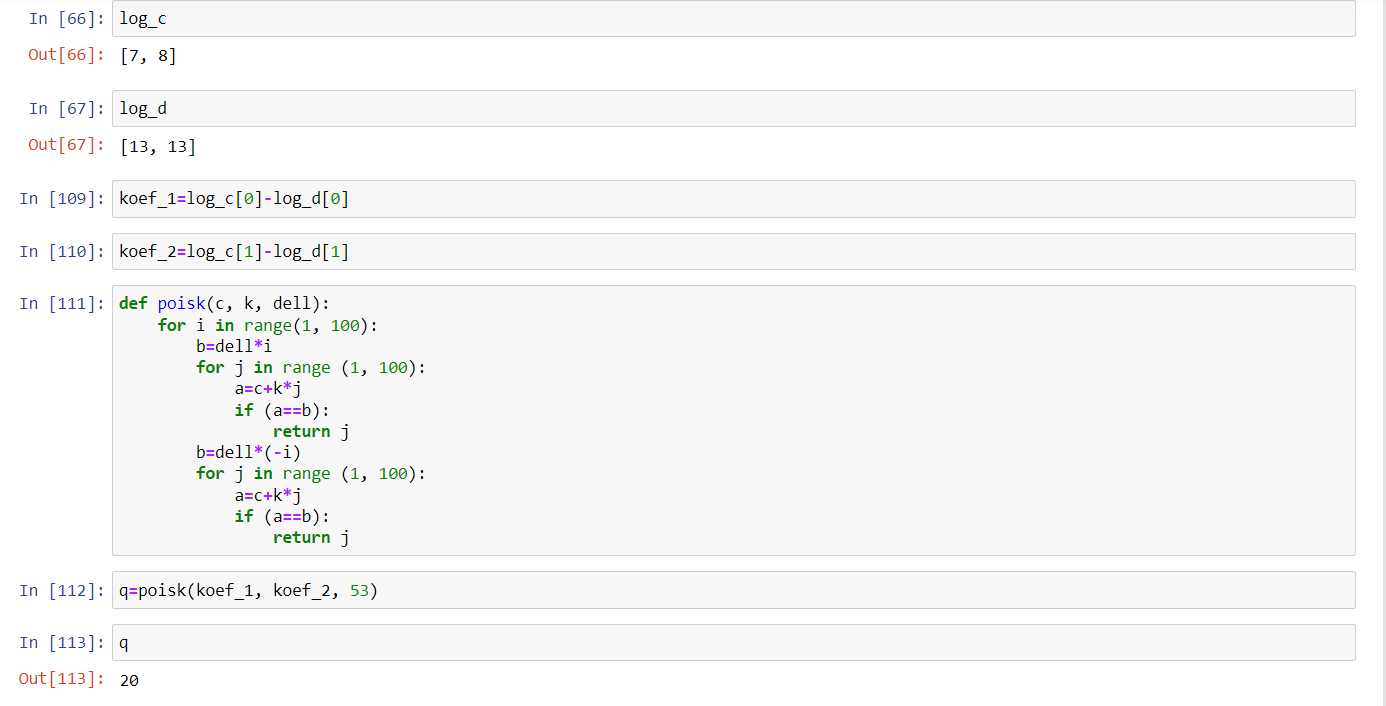 In [66]: log_c
Out[66]: [7, 8]
In [67]: log_d
Out[67]: [13, 13]
In [109]: koef_1=log_c[0]-log_d[0]
In [110]: koef_2=log_c[1]-log_d[1]
In [111]: def poisk(c, k, dell):
    for i in range(1, 100):
        b=dell*i
        for j in range (1, 100):
            a=c+k*j
            if (a==b):
                return j
        b=dell*(-i)
        for j in range (1, 100):
            a=c+k*j
            if (a==b):
                return j
In [112]: q=poisk(koef_1, koef_2, 53)
In [113]: q
Out[113]: 20